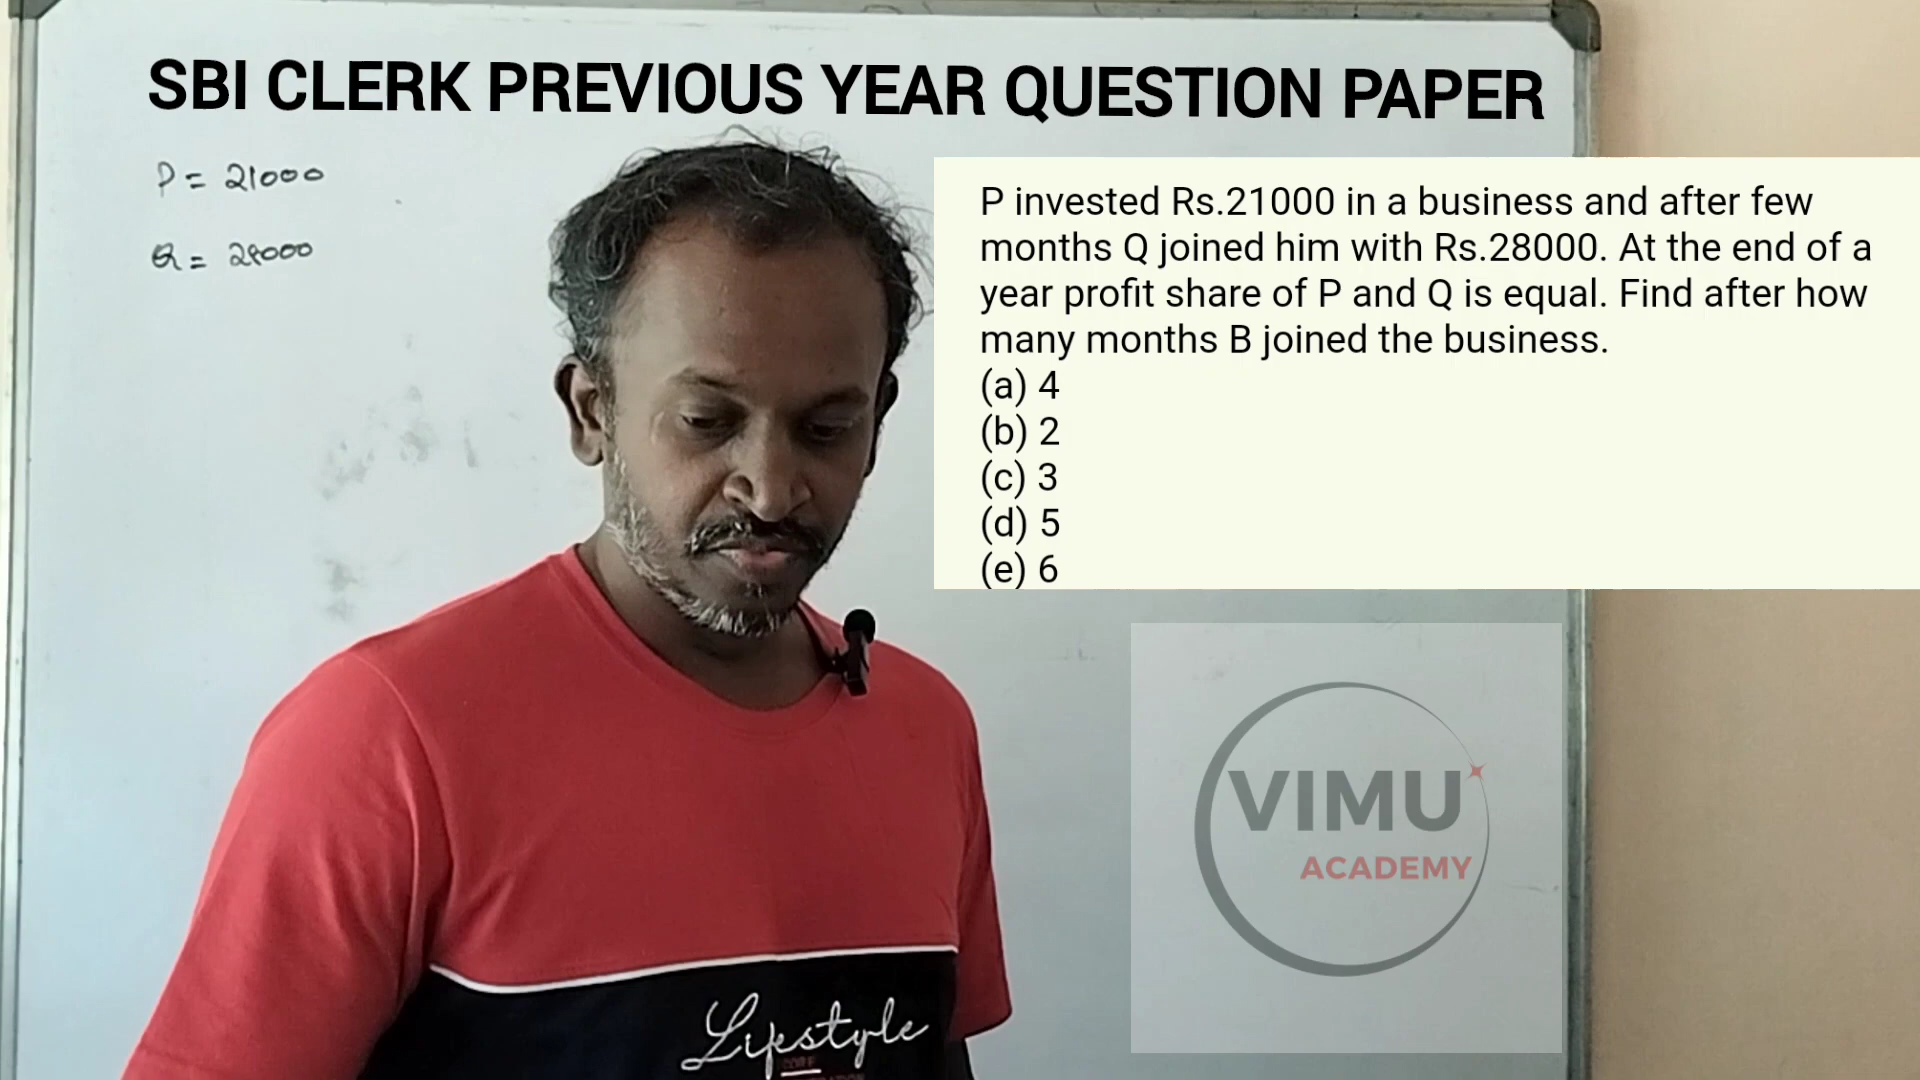 SBI CLERK PREVIOUS YEAR QUESTION PAPER
P = 21000
Q = 28000
P invested Rs.21000 in a business and after few
months Q joined him with Rs.28000. At the end of a
year profit share of P and Q is equal. Find after how
many months B joined the business.
(a) 4
(b) 2
(c) 3
(d) 5
(e) 6
VIMU
ACADEMY
Lifestyle